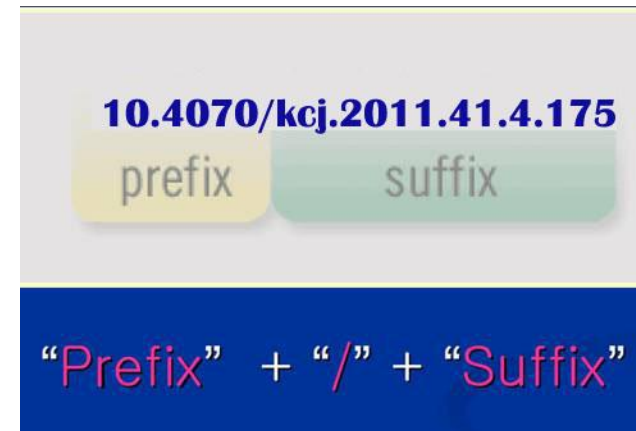 10.4070/kcj.2011.41.4.175
prefix suffix
“Prefix” + “/” + “Suffix”